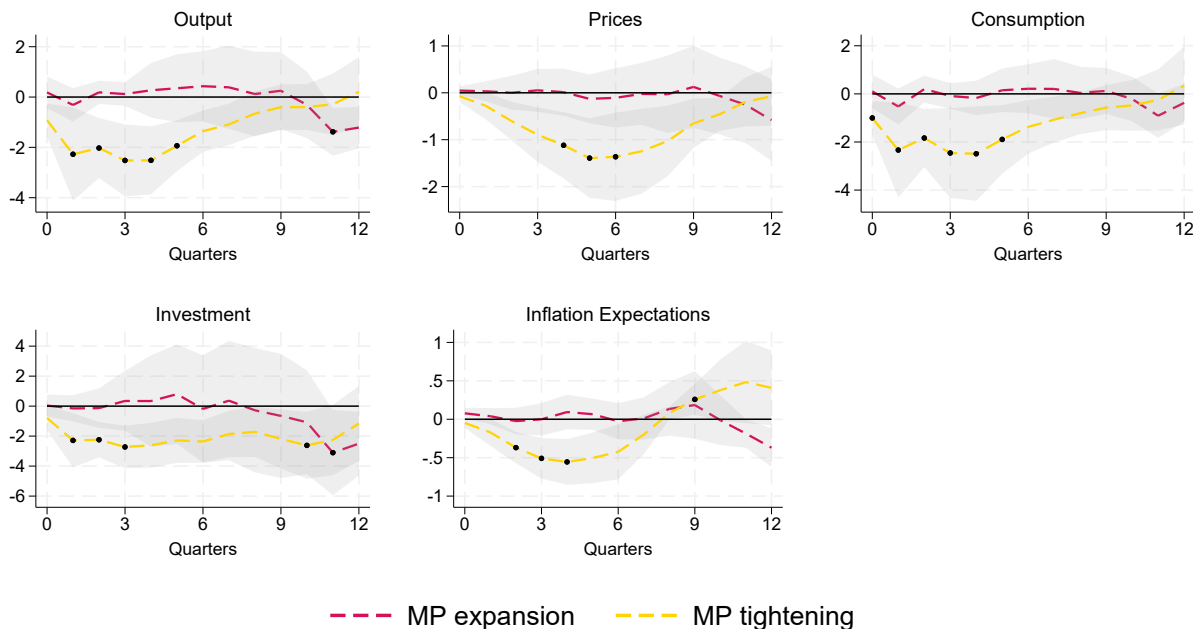 Output
2
0
-2
-4
0 3 6 9 12
Quarters
Prices
1
0
-1
-2
0 3 6 9 12
Quarters
Consumption
2
0
-2
-4
0 3 6 9 12
Quarters
Investment
4
2
0
-2
-4
-6
0 3 6 9 12
Quarters
Inflation Expectations
1
.5
0
-.5
-1
0 3 6 9 12
Quarters
MP expansion MP tightening